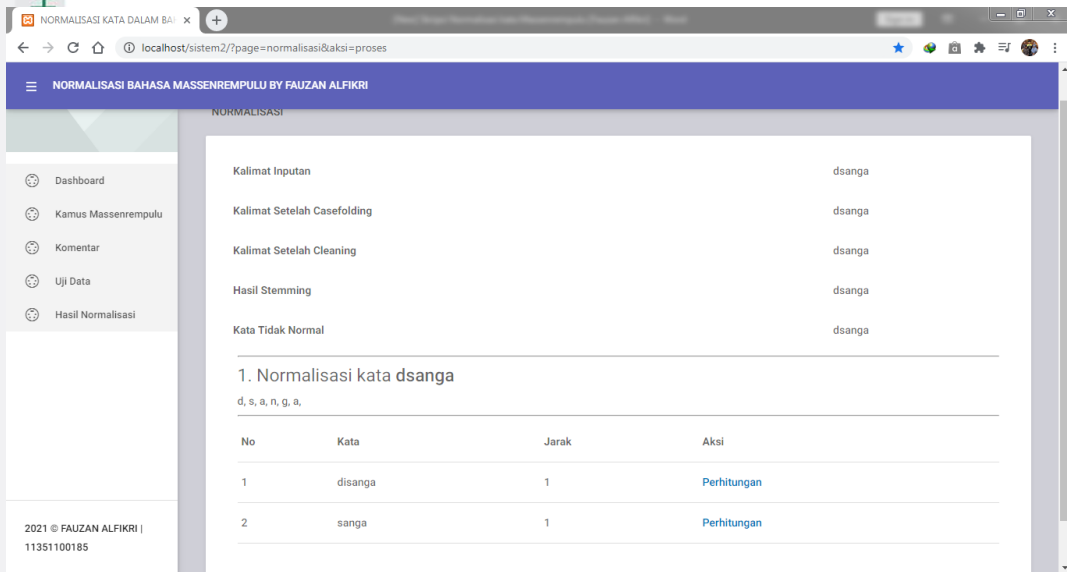 NORMALISASI KATA DALAM BAH
localhost/sistem2/?page=normalisasi&aksi=proses
NORMALISASI BAHASA MASSENREMPULU BY FAUZAN ALFIKRI
NORMALISASI
Dashboard
Kamus Massenrempulu
Komentar
Uji Data
Hasil Normalisasi
2021 © FAUZAN ALFIKRI |
11351100185
Kalimat Inputan dsanga
Kalimat Setelah Casefolding dsanga
Kalimat Setelah Cleaning dsanga
Hasil Stemming dsanga
Kata Tidak Normal dsanga
1. Normalisasi kata dsanga
d, s, a, n, g, a,
No Kata Jarak Aksi
1 disanga 1 Perhitungan
2 sanga 1 Perhitungan